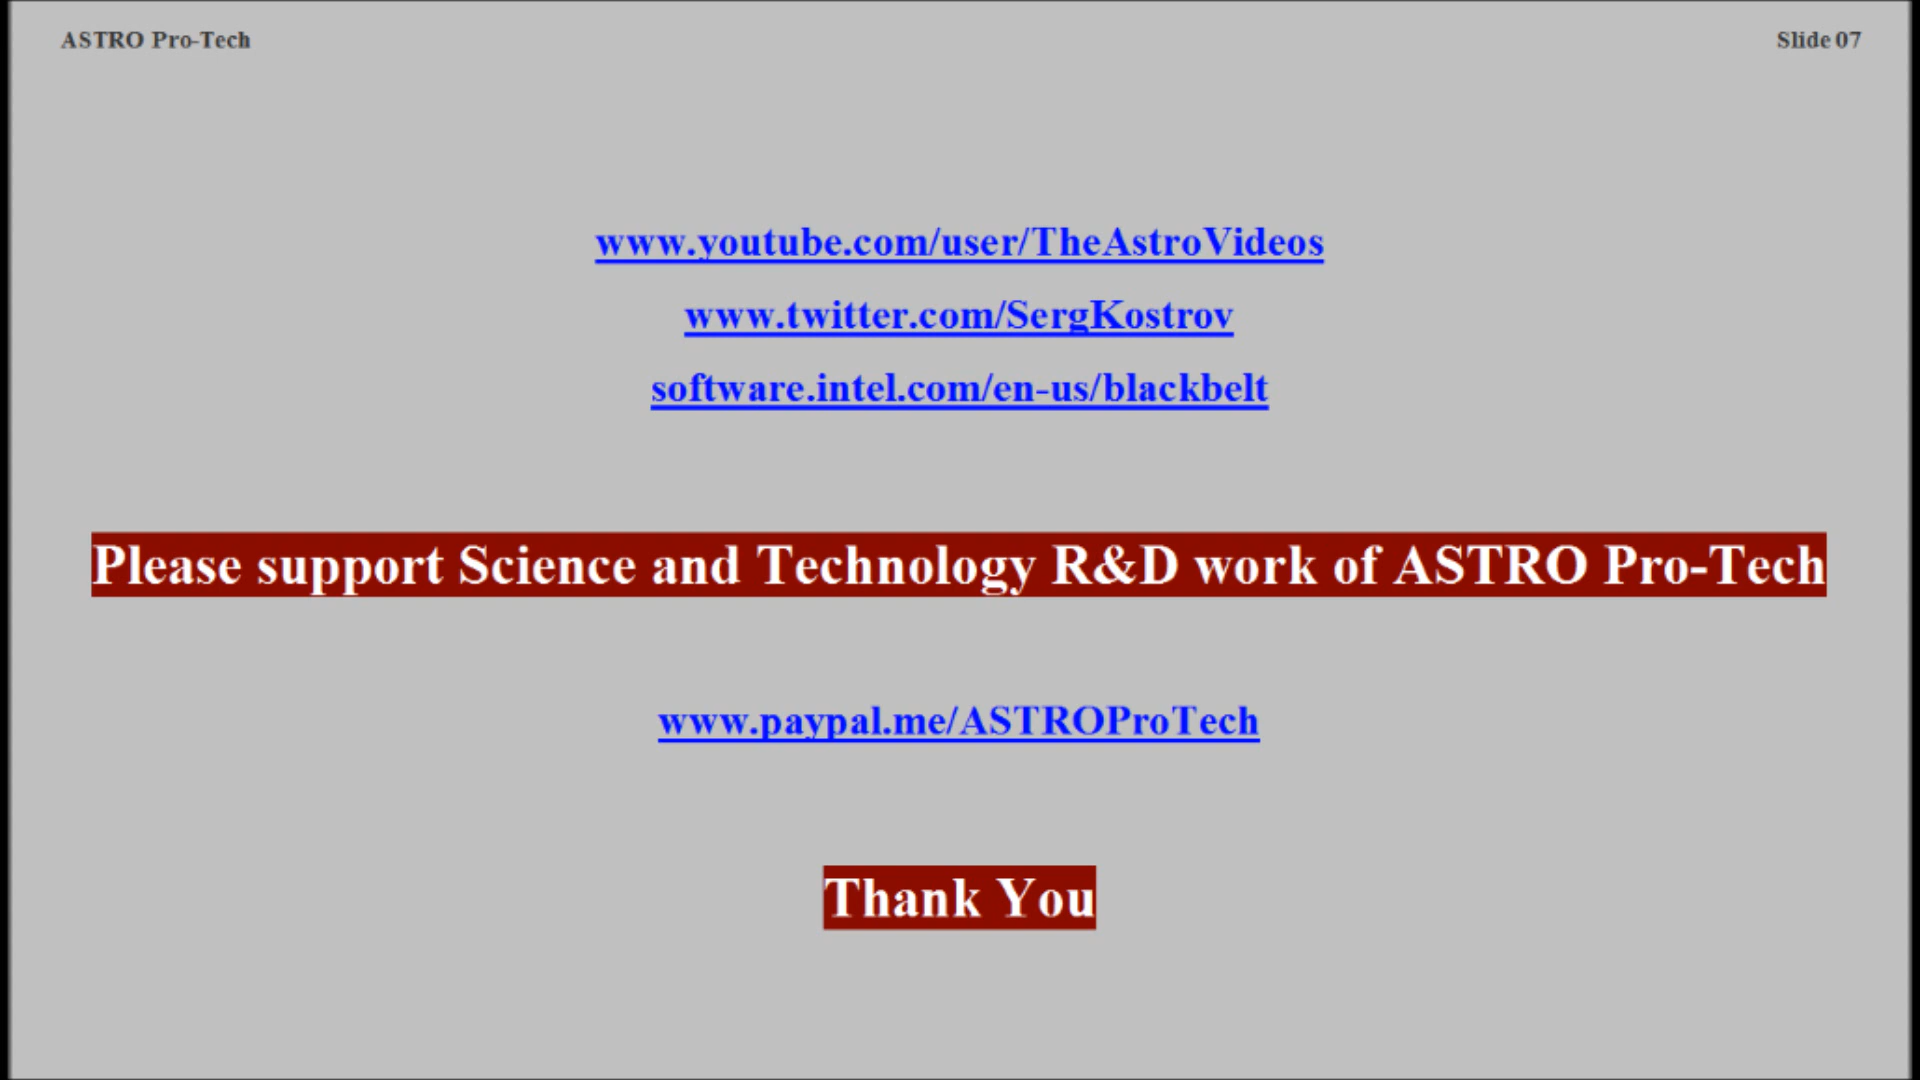 ASTRO Pro-Tech
Slide 07
www.youtube.com/user/TheAstroVideos
www.twitter.com/SergKostrov
software.intel.com/en-us/blackbelt
Please support Science and Technology R&D work of ASTRO Pro-Tech
www.paypal.me/ASTROProTech
Thank You